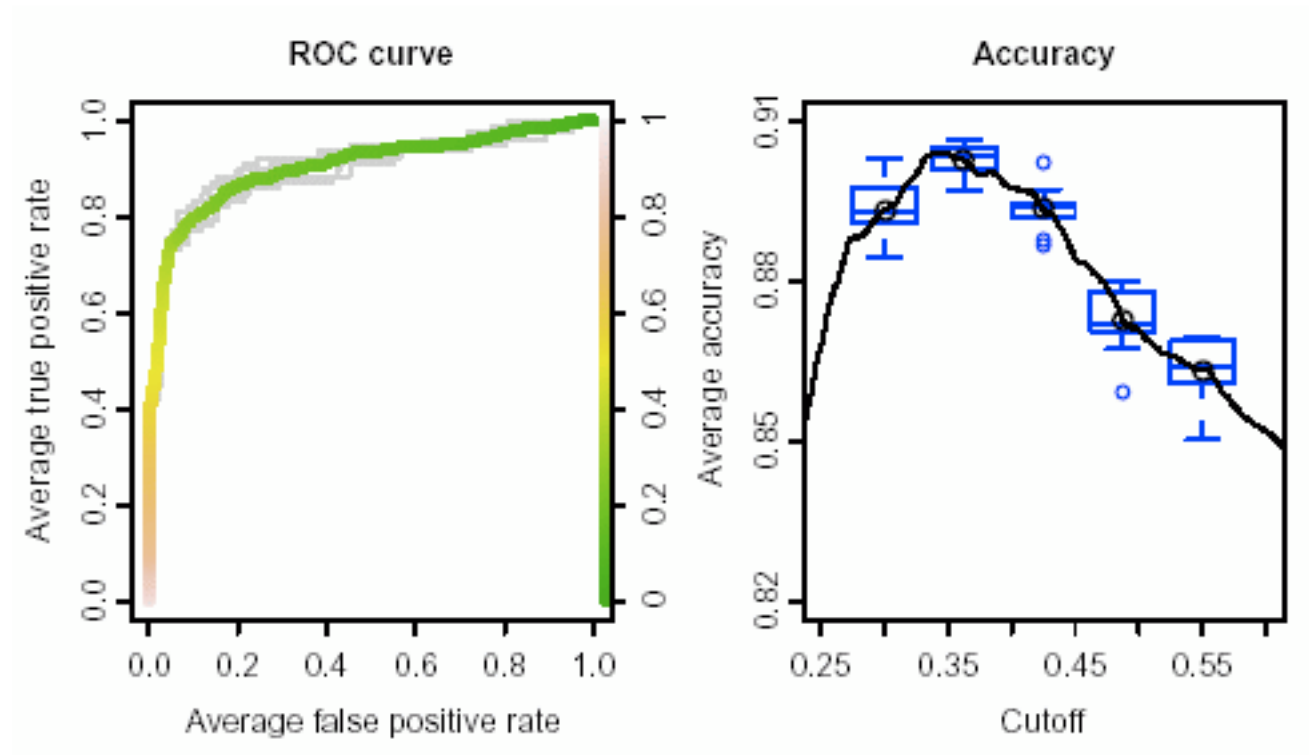 ROC curve
Average true positive rate
1.0
0.8
0.6
0.4
0.2
0.0
0.0 0.2 0.4 0.6 0.8 1.0
Average false positive rate
1
0.8
0.6
0.4
0.2
0
Accuracy
Average accuracy
0.91
0.88
0.85
0.82
0.25 0.35 0.45 0.55
Cutoff